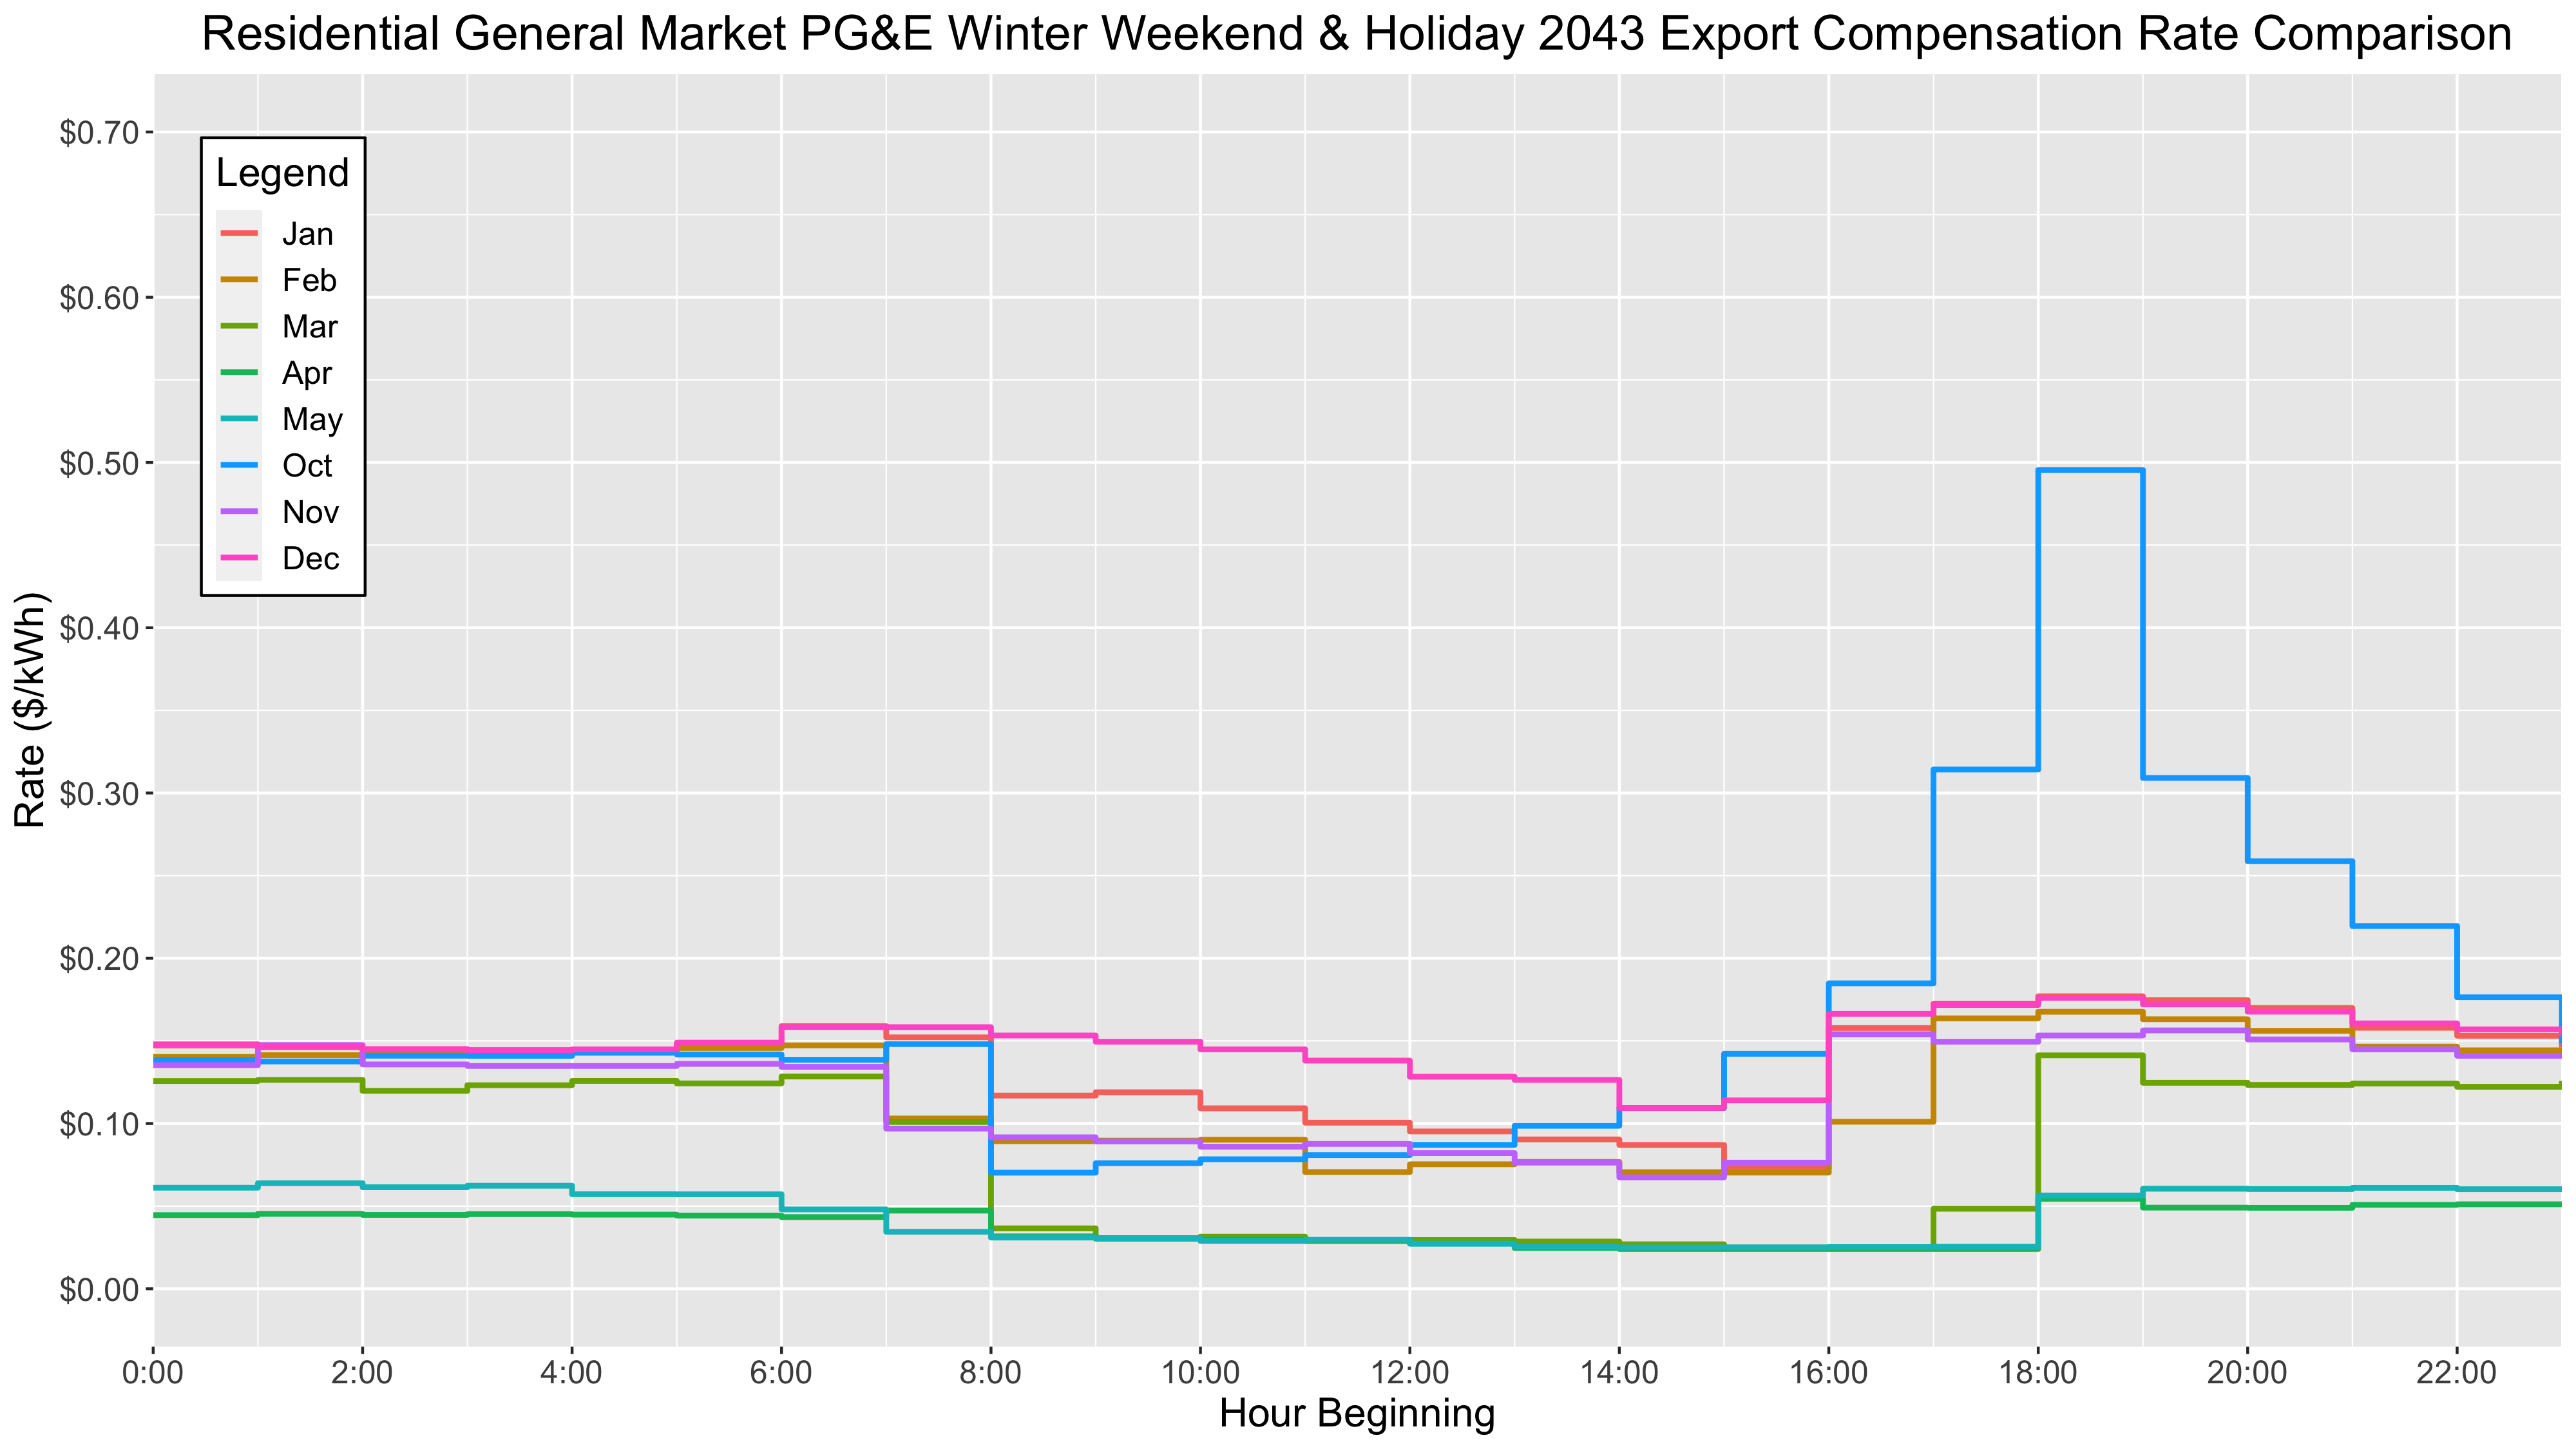 Residential General Market PG&E Winter Weekend & Holiday 2043 Export Compensation Rate Comparison
$0.70
$0.60
$0.50
$0.40
$0.30
$0.20
$0.10
$0.00
Rate ($/kWh)
Legend
Jan
Feb
Mar
Apr
May
Oct
Nov
Dec
0:00 2:00 4:00 6:00 8:00 10:00 12:00 14:00 16:00 18:00 20:00 22:00
Hour Beginning